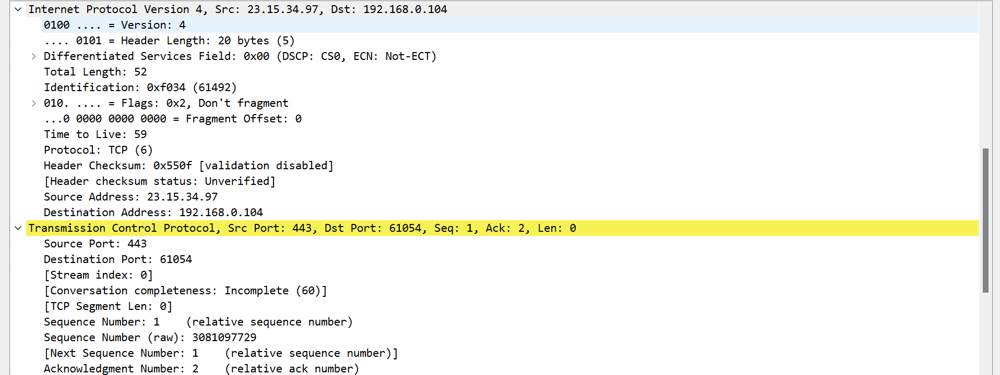 Internet Protocol Version 4, Src: 23.15.34.97, Dst: 192.168.0.104
0100 .... = Version: 4
.... 0101 = Header Length: 20 bytes (5)
Differentiated Services Field: 0x00 (DSCP: CS0, ECN: Not-ECT)
Total Length: 52
Identification: 0xf034 (61492)
010. .... = Flags: 0x2, Don't fragment
...0 0000 0000 0000 = Fragment Offset: 0
Time to Live: 59
Protocol: TCP (6)
Header Checksum: 0x550f [validation disabled]
[Header checksum status: Unverified]
Source Address: 23.15.34.97
Destination Address: 192.168.0.104
Transmission Control Protocol, Src Port: 443, Dst Port: 61054, Seq: 1, Ack: 2, Len: 0
Source Port: 443
Destination Port: 61054
[Stream index: 0]
[Conversation completeness: Incomplete (60)]
[TCP Segment Len: 0]
Sequence Number: 1    (relative sequence number)
Sequence Number (raw): 3081097729
[Next Sequence Number: 1    (relative sequence number)]
Acknowledgment Number: 2    (relative ack number)